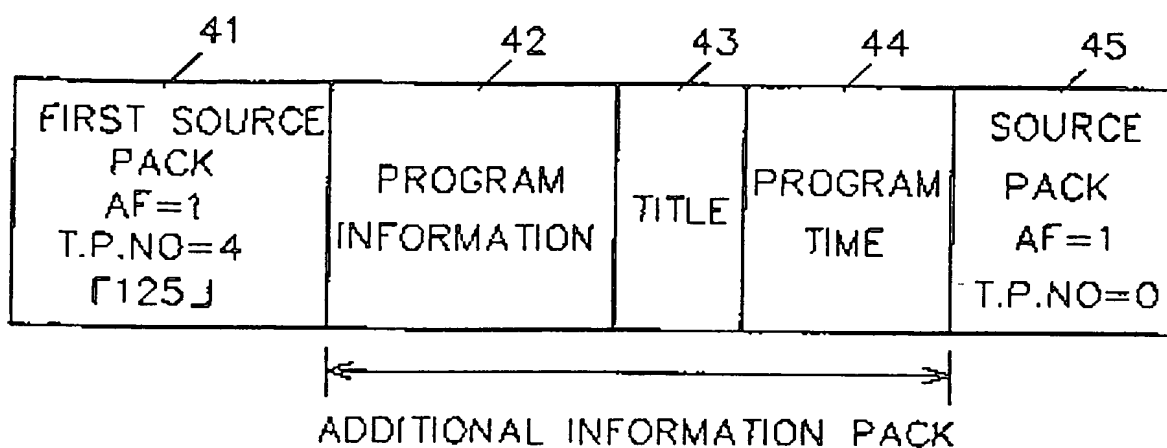 41
42
43
44
45
FIRST SOURCE
PACK
AF=1
T.P.NO=4
「125」
PROGRAM
INFORMATION
TITLE
PROGRAM
TIME
SOURCE
PACK
AF=1
T.P.NO=0
ADDITIONAL INFORMATION PACK